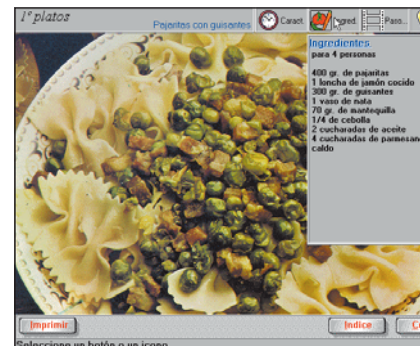 1º platos
Pajaritas con guisantes
Caract.
Ingred.
Paso...
Ingredientes
para 4 personas
400 gr. de pajaritas
1 loncha de jamón cocido
300 gr. de guisantes
1 vaso de nata
70 gr. de mantequilla
1/4 de cebolla
2 cucharadas de aceite
4 cucharadas de parmesan
caldo
Imprimir
Indice
Seleccione un botón o un icono